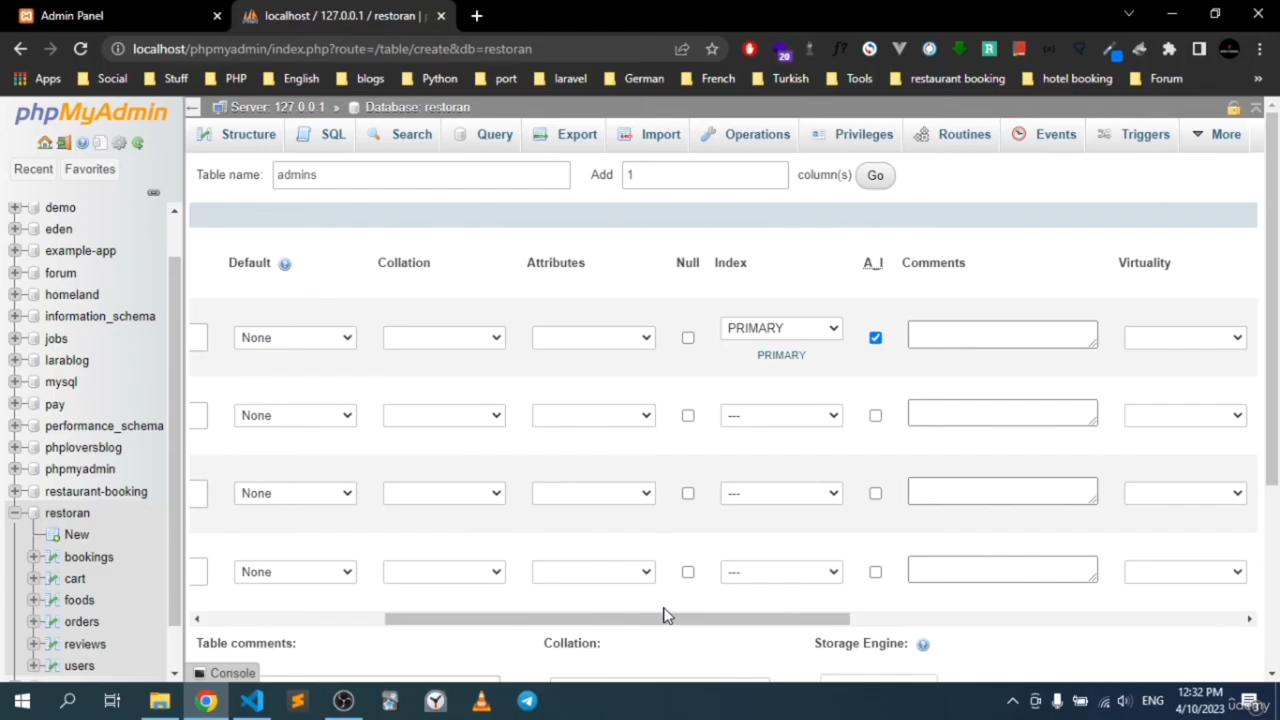 Admin Panel
localhost / 127.0.0.1 / restoran |
localhost/phpmyadmin/index.php?route=/table/create&db=restoran
20
Apps Social Stuff PHP English blogs Python port laravel German French Turkish Tools restaurant booking hotel booking Forum »
phpMyAdmin
Server: 127.0.0.1 » Database: restoran
Structure SQL Search Query Export Import Operations Privileges Routines Events Triggers More
Recent Favorites
Table name: admins Add 1 column(s) Go
demo
eden
example-app
forum
homeland
information_schema
jobs
larablog
mysql
pay
performance_schema
phploversblog
phpmyadmin
restaurant-booking
restoran
New
bookings
cart
foods
orders
reviews
users
Default Collation Attributes Null Index A_I Comments Virtuality
None PRIMARY
PRIMARY
None ---
None ---
None ---
Table comments: Collation: Storage Engine:
Console
ENG
12:32 PM
4/10/2023
udemy